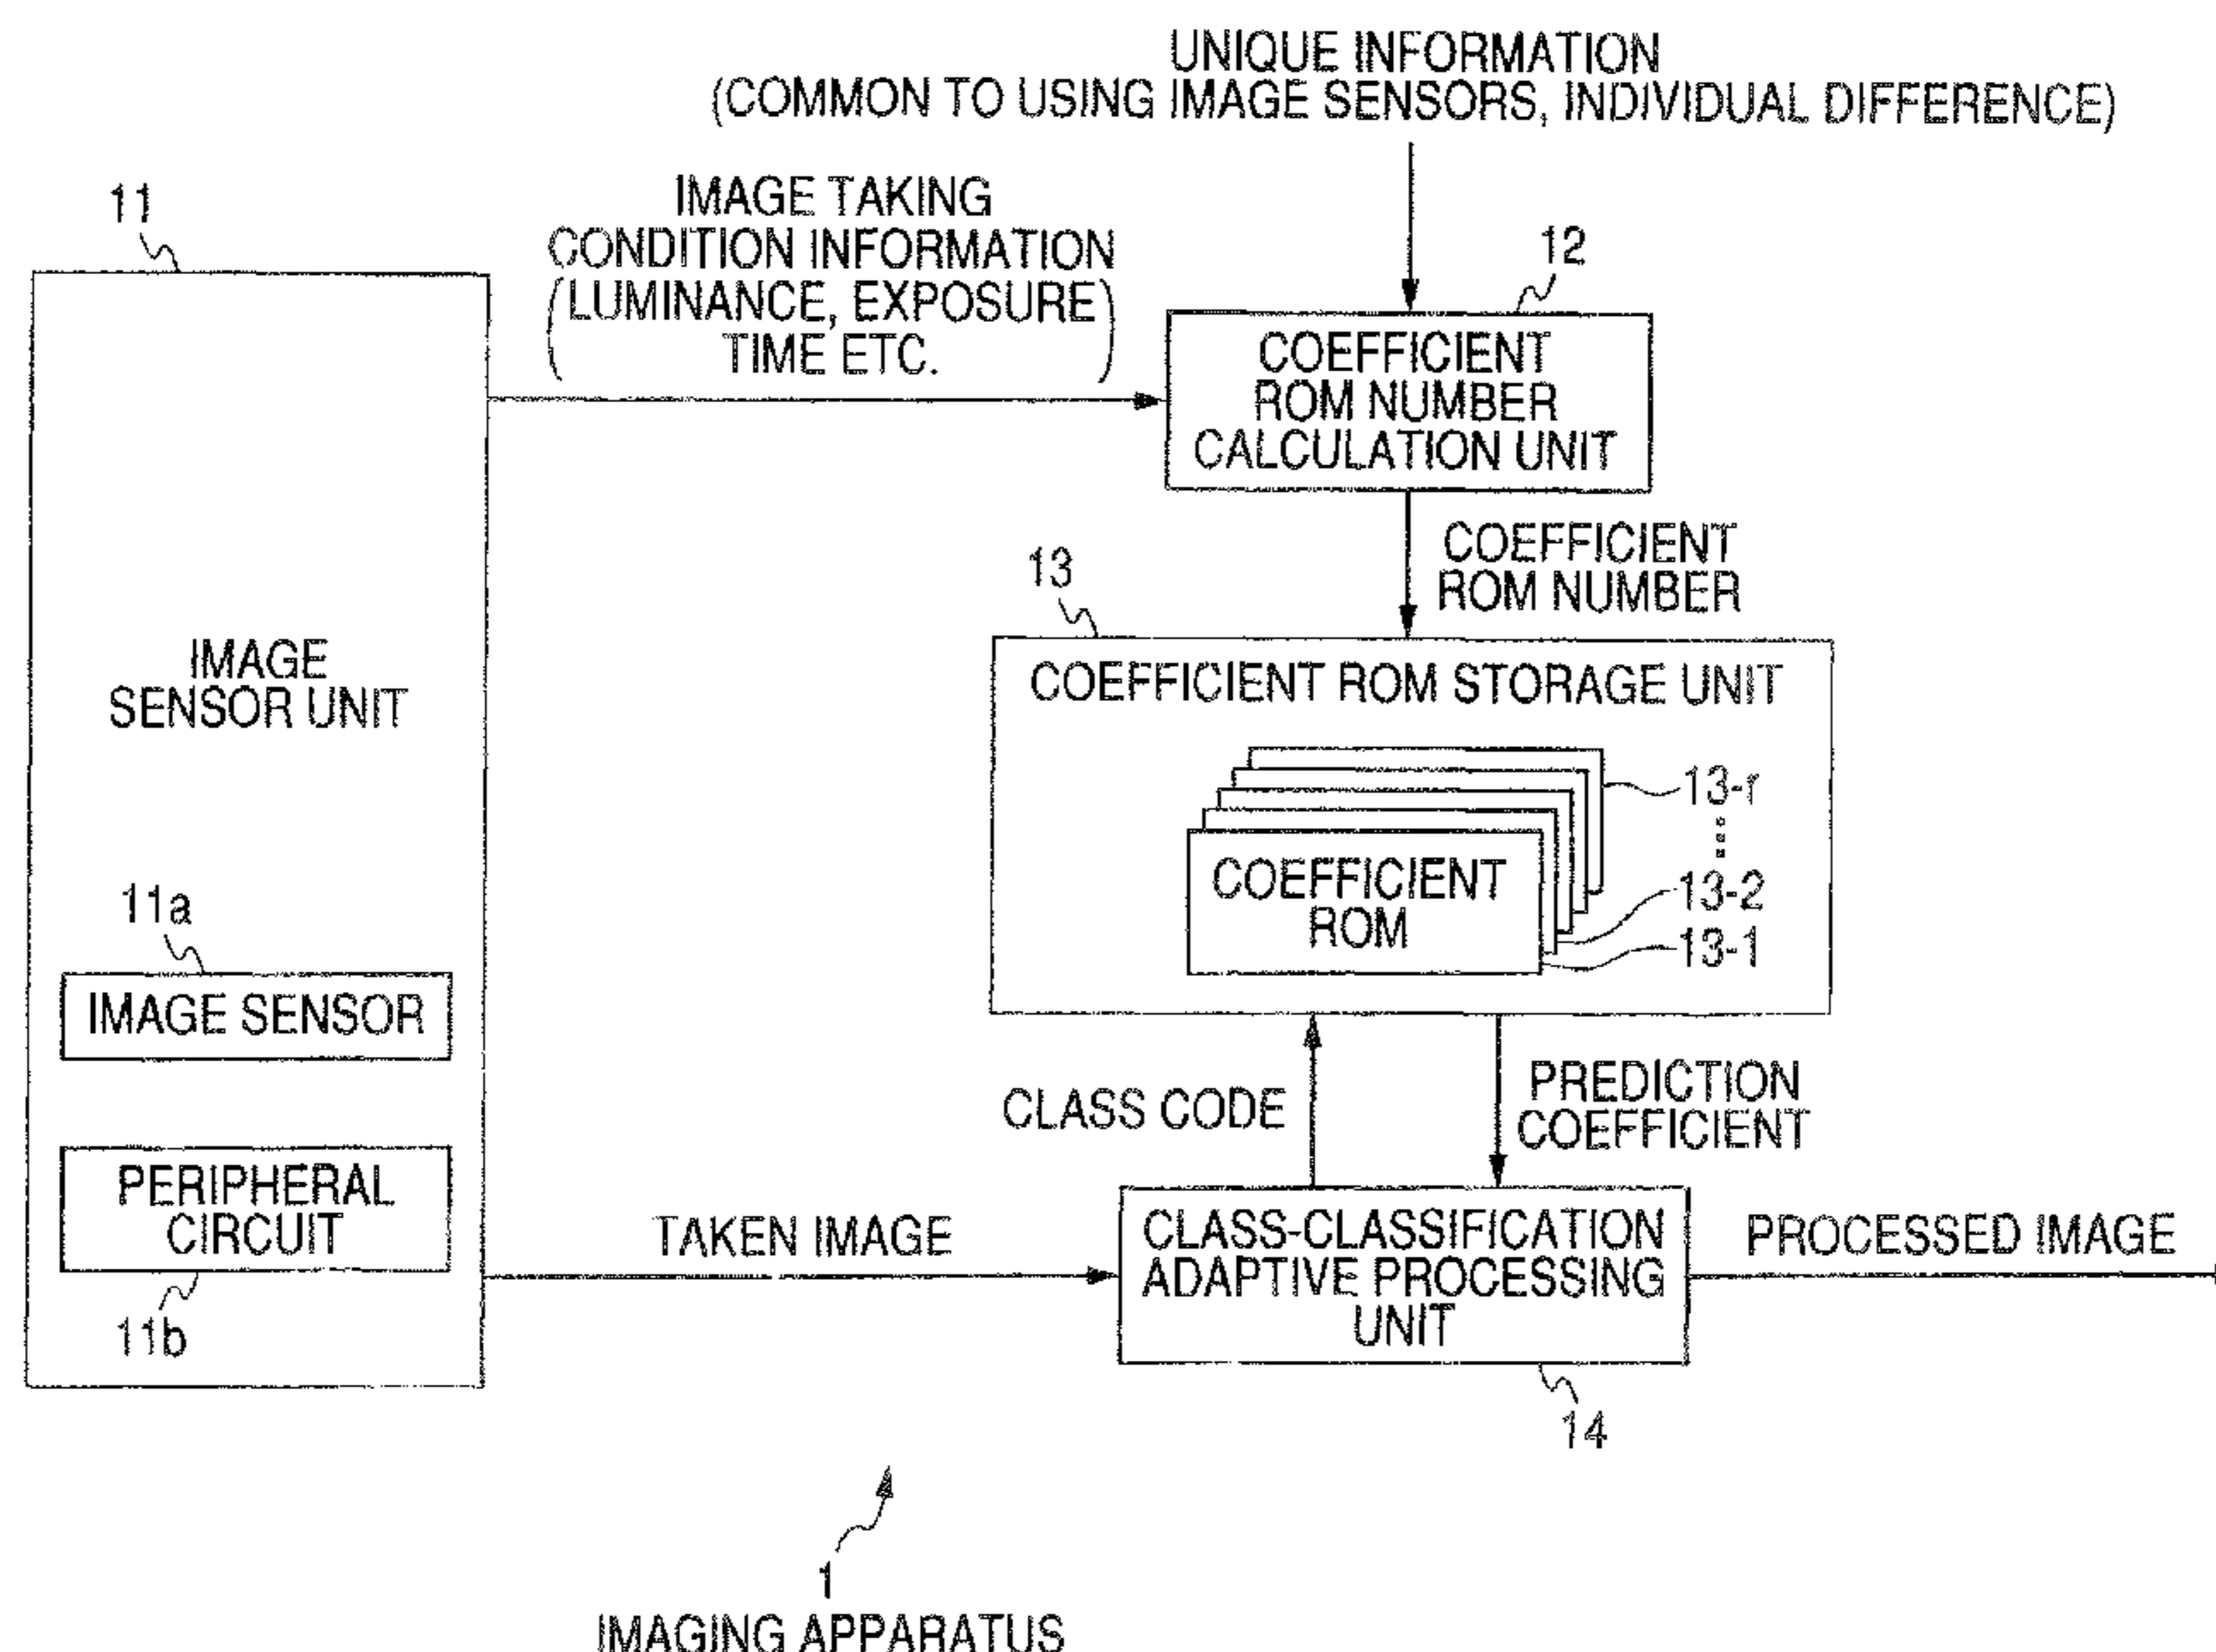 UNIQUE INFORMATION
(COMMON TO USING IMAGE SENSORS, INDIVIDUAL DIFFERENCE)
11
IMAGE TAKING
CONDITION INFORMATION
(LUMINANCE, EXPOSURE
TIME ETC.)
12
COEFFICIENT
ROM NUMBER
CALCULATION UNIT
COEFFICIENT
ROM NUMBER
13
IMAGE
SENSOR UNIT
COEFFICIENT ROM STORAGE UNIT
13-r
COEFFICIENT
ROM
13-2
13-1
11a
IMAGE SENSOR
CLASS CODE
PREDICTION
COEFFICIENT
PERIPHERAL
CIRCUIT
11b
TAKEN IMAGE
CLASS-CLASSIFICATION
ADAPTIVE PROCESSING
UNIT
PROCESSED IMAGE
14
1
IMAGING APPARATUS